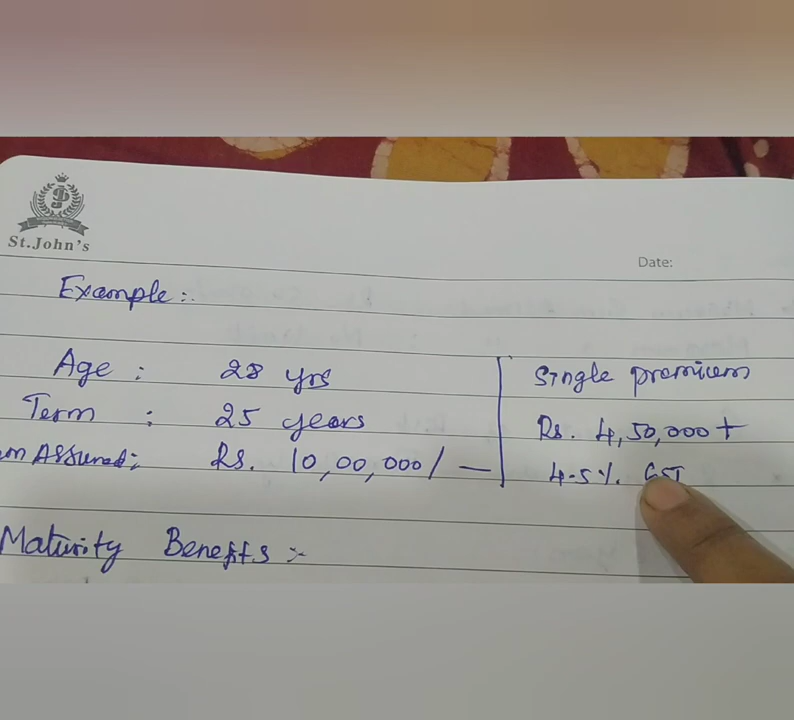 St.John's
Date:
Example :-
Age : 28 yrs
Term : 25 years
um Assured :- Rs. 10,00,000/-
Single premium
Rs. 4,50,000 +
4.5%. GST
Maturity Benefits :-